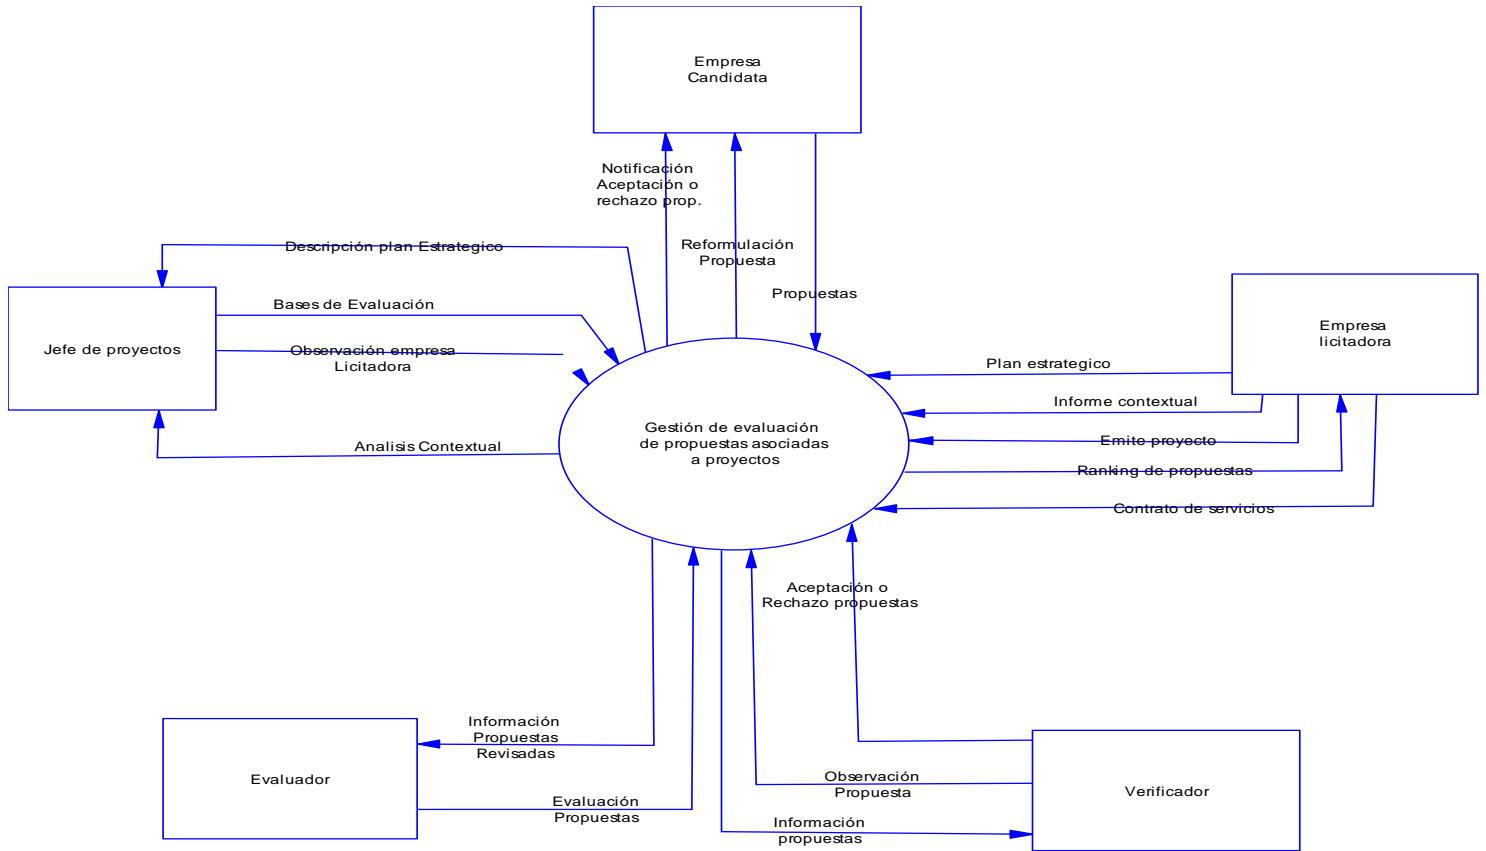 Empresa
Candidata
Notificación
Aceptación o
rechazo prop.
Reformulación
Propuesta
Propuestas
Descripción plan Estrategico
Bases de Evaluación
Observación empresa
Licitadora
Jefe de proyectos
Analisis Contextual
Empresa
licitadora
Plan estrategico
Informe contextual
Emite proyecto
Ranking de propuestas
Contrato de servicios
Gestión de evaluación
de propuestas asociadas
a proyectos
Aceptación o
Rechazo propuestas
Información
Propuestas
Revisadas
Evaluador
Evaluación
Propuestas
Observación
Propuesta
Información
propuestas
Verificador